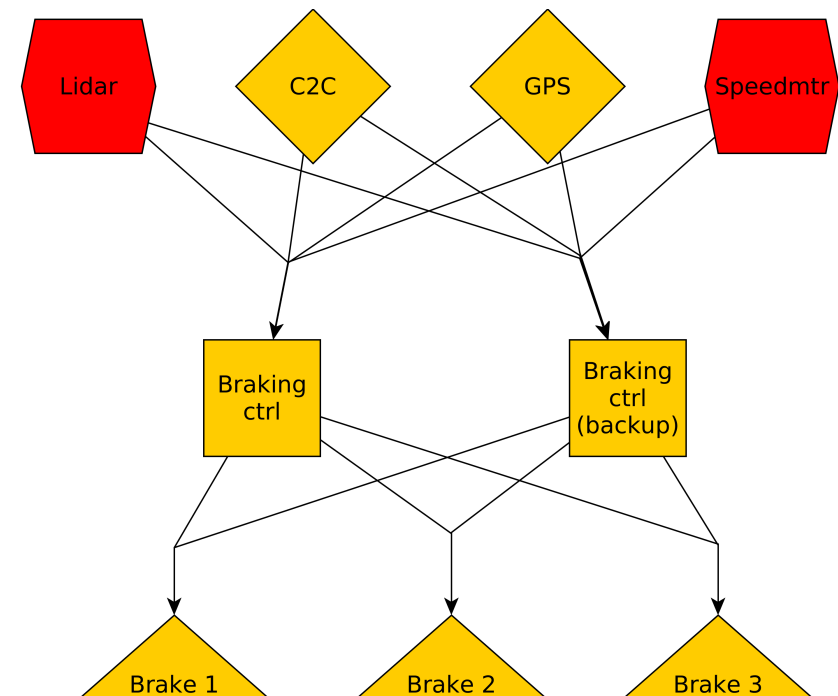 Lidar
C2C
GPS
Speedmtr
Braking
ctrl
Braking
ctrl
(backup)
Brake 1
Brake 2
Brake 3